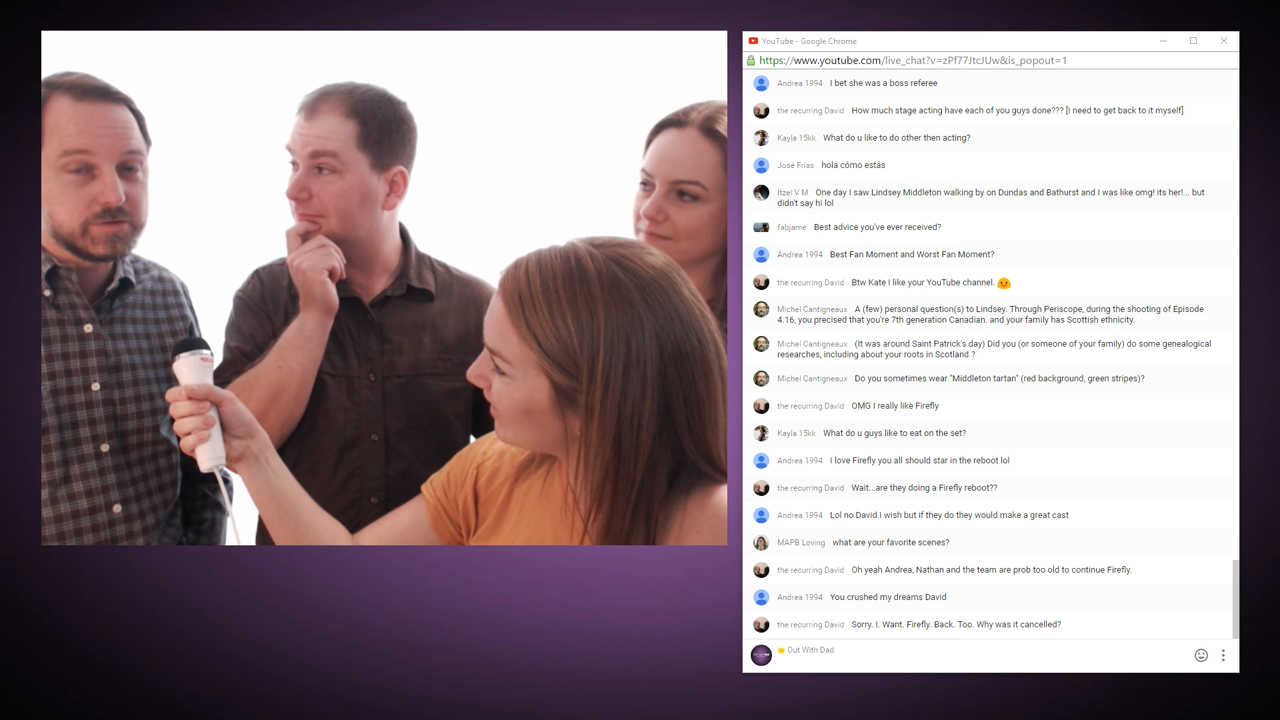 YouTube - Google Chrome
https://www.youtube.com/live_chat?v=zPf77JtcJUw&is_popout=1
Andrea 1994 I bet she was a boss referee
the recurring David How much stage acting have each of you guys done??? [i need to get back to it myself]
Kayla 15kk What do u like to do other then acting?
José Frías hola cómo estás
Itzel V M One day I saw Lindsey Middleton walking by on Dundas and Bathurst and I was like omg! its her!... but
didn't say hi lol
fabjame Best advice you've ever received?
Andrea 1994 Best Fan Moment and Worst Fan Moment?
the recurring David Btw Kate I like your YouTube channel.
Michel Cantigneaux A (few) personal question(s) to Lindsey. Through Periscope, during the shooting of Episode
4.16, you precised that you're 7th generation Canadian. and your family has Scottish ethnicity.
Michel Cantigneaux (It was around Saint Patrick's day) Did you (or someone of your family) do some genealogical
researches, including about your roots in Scotland ?
Michel Cantigneaux Do you sometimes wear "Middleton tartan" (red background, green stripes)?
the recurring David OMG I really like Firefly
Kayla 15kk What do u guys like to eat on the set?
Andrea 1994 I love Firefly you all should star in the reboot lol
the recurring David Wait...are they doing a Firefly reboot??
Andrea 1994 Lol no David I wish but if they do they would make a great cast
MAPB Loving what are your favorite scenes?
the recurring David Oh yeah Andrea, Nathan and the team are prob too old to continue Firefly.
Andrea 1994 You crushed my dreams David
the recurring David Sorry. I. Want. Firefly. Back. Too. Why was it cancelled?
Out With Dad